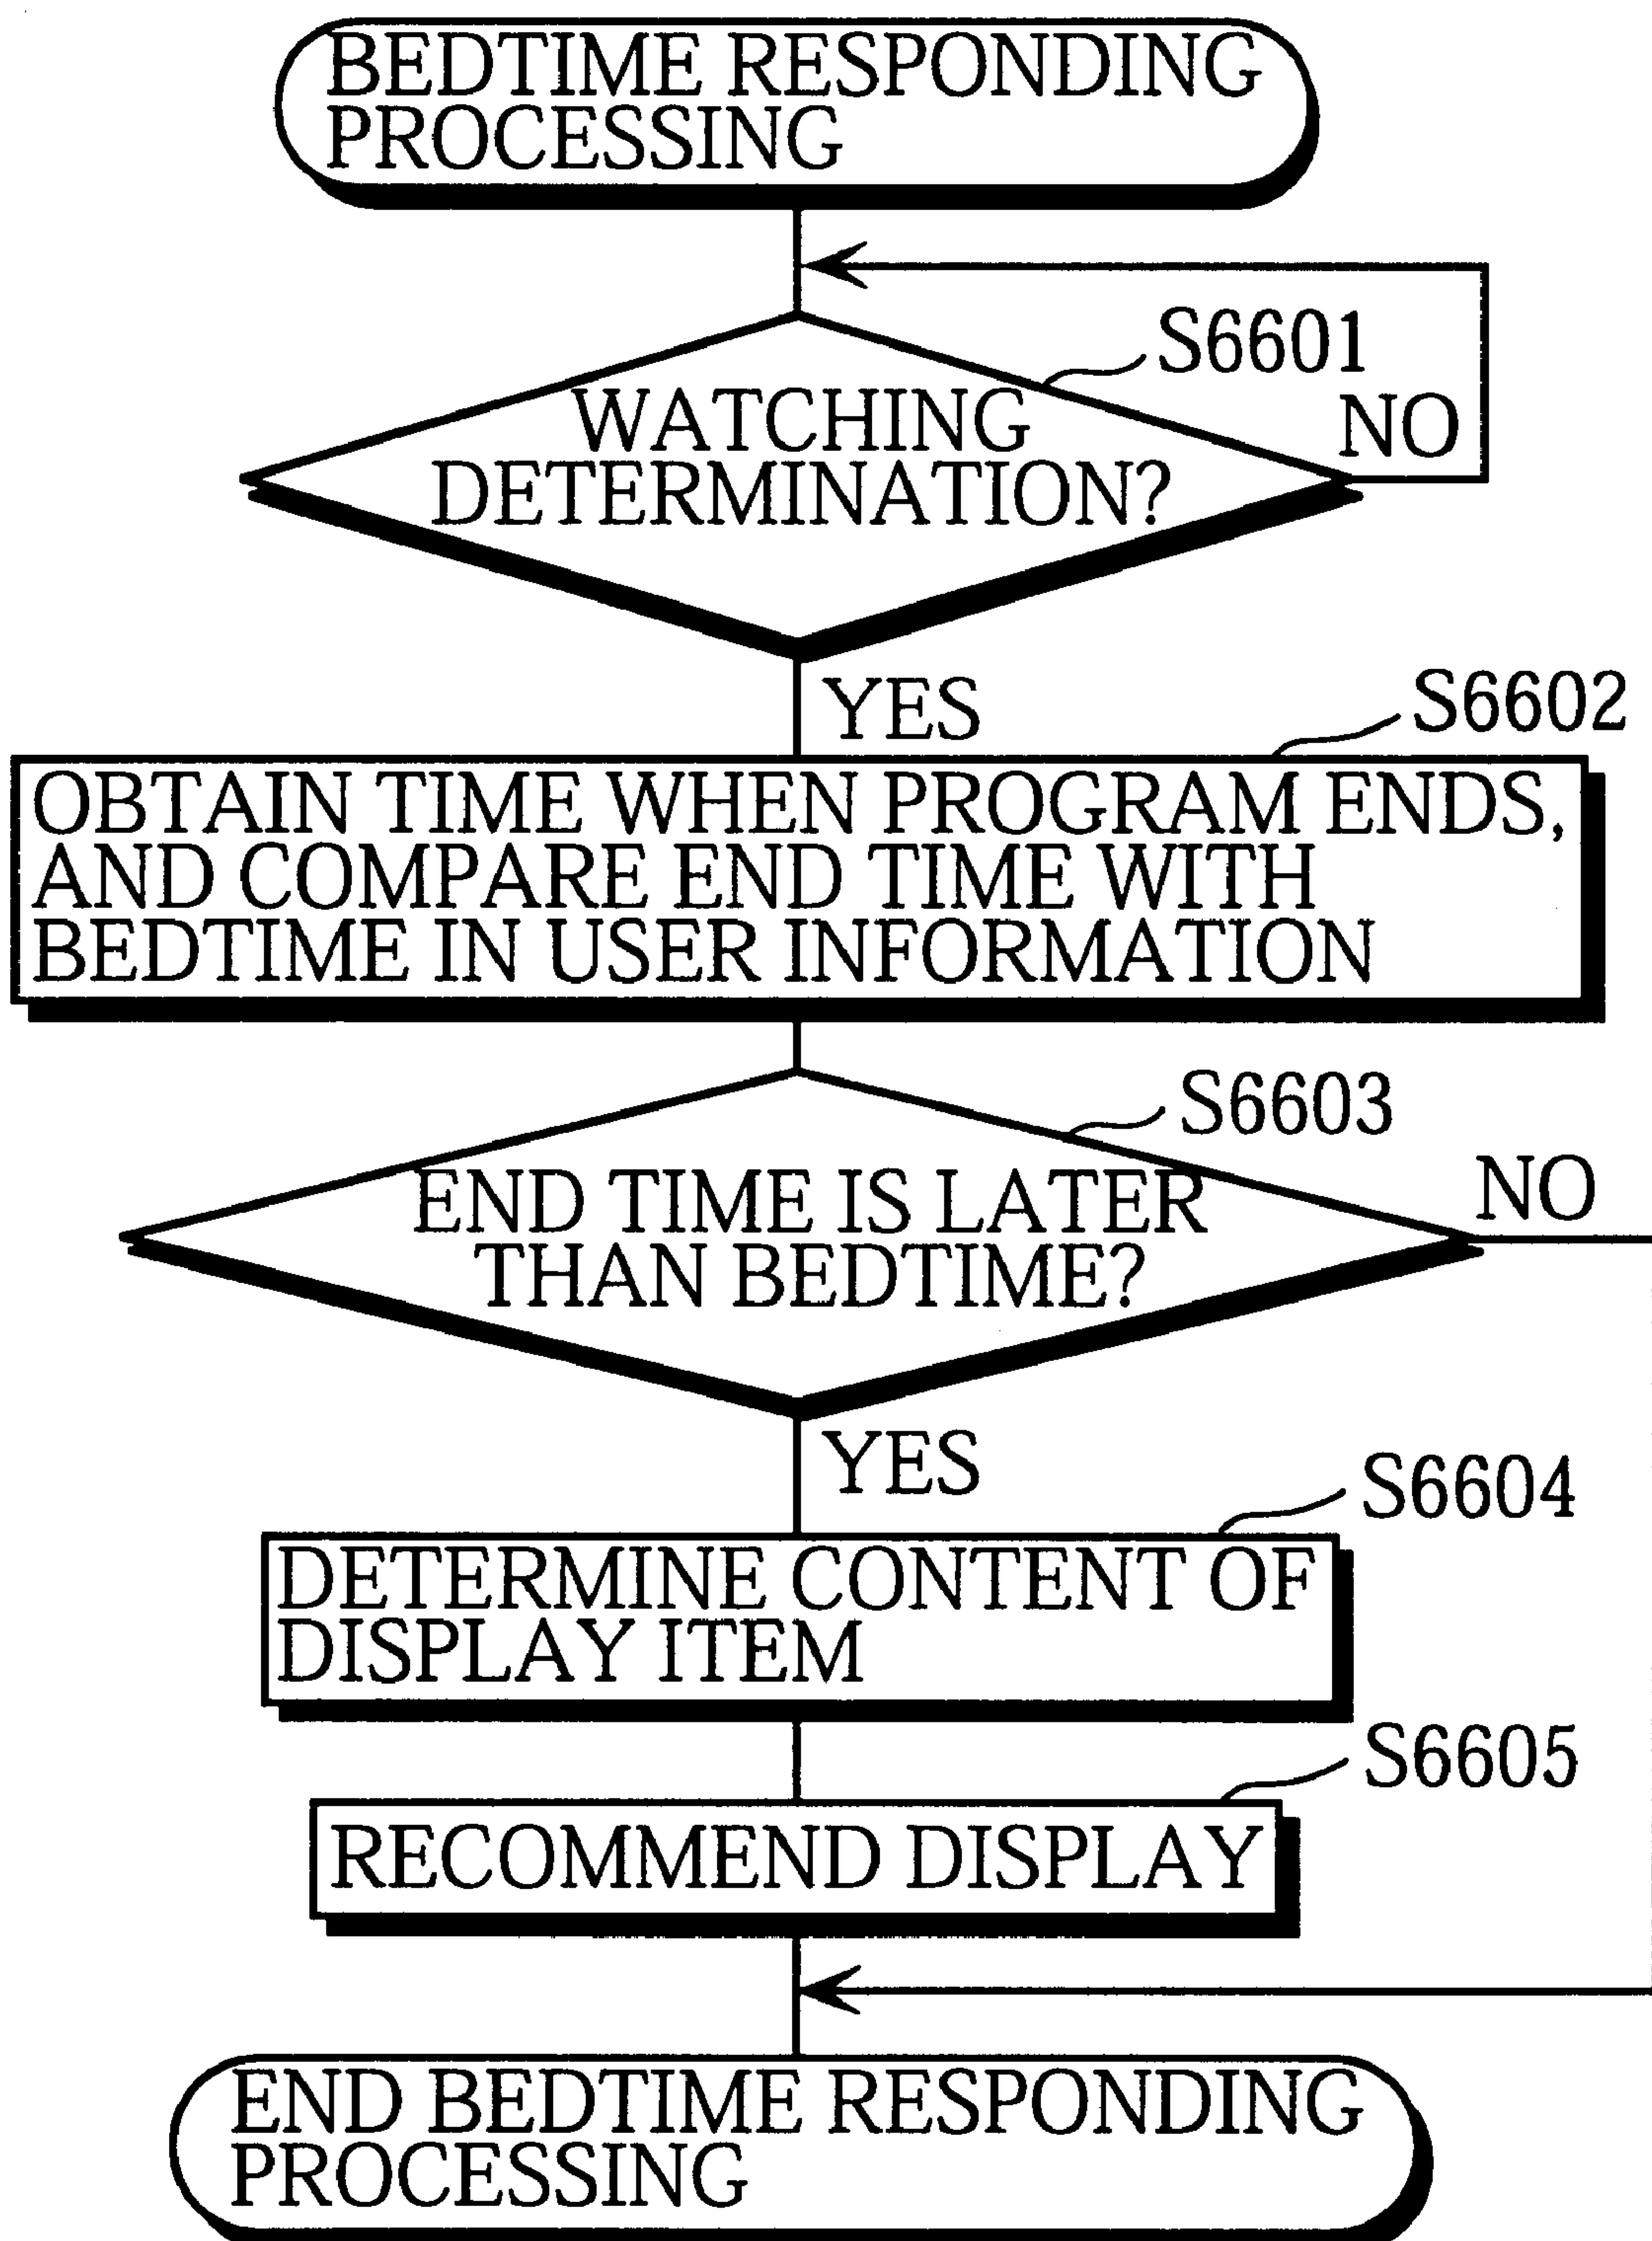 BEDTIME RESPONDING
PROCESSING
S6601
WATCHING
DETERMINATION?
NO
YES
S6602
OBTAIN TIME WHEN PROGRAM ENDS,
AND COMPARE END TIME WITH
BEDTIME IN USER INFORMATION
S6603
END TIME IS LATER
THAN BEDTIME?
NO
YES
S6604
DETERMINE CONTENT OF
DISPLAY ITEM
S6605
RECOMMEND DISPLAY
END BEDTIME RESPONDING
PROCESSING